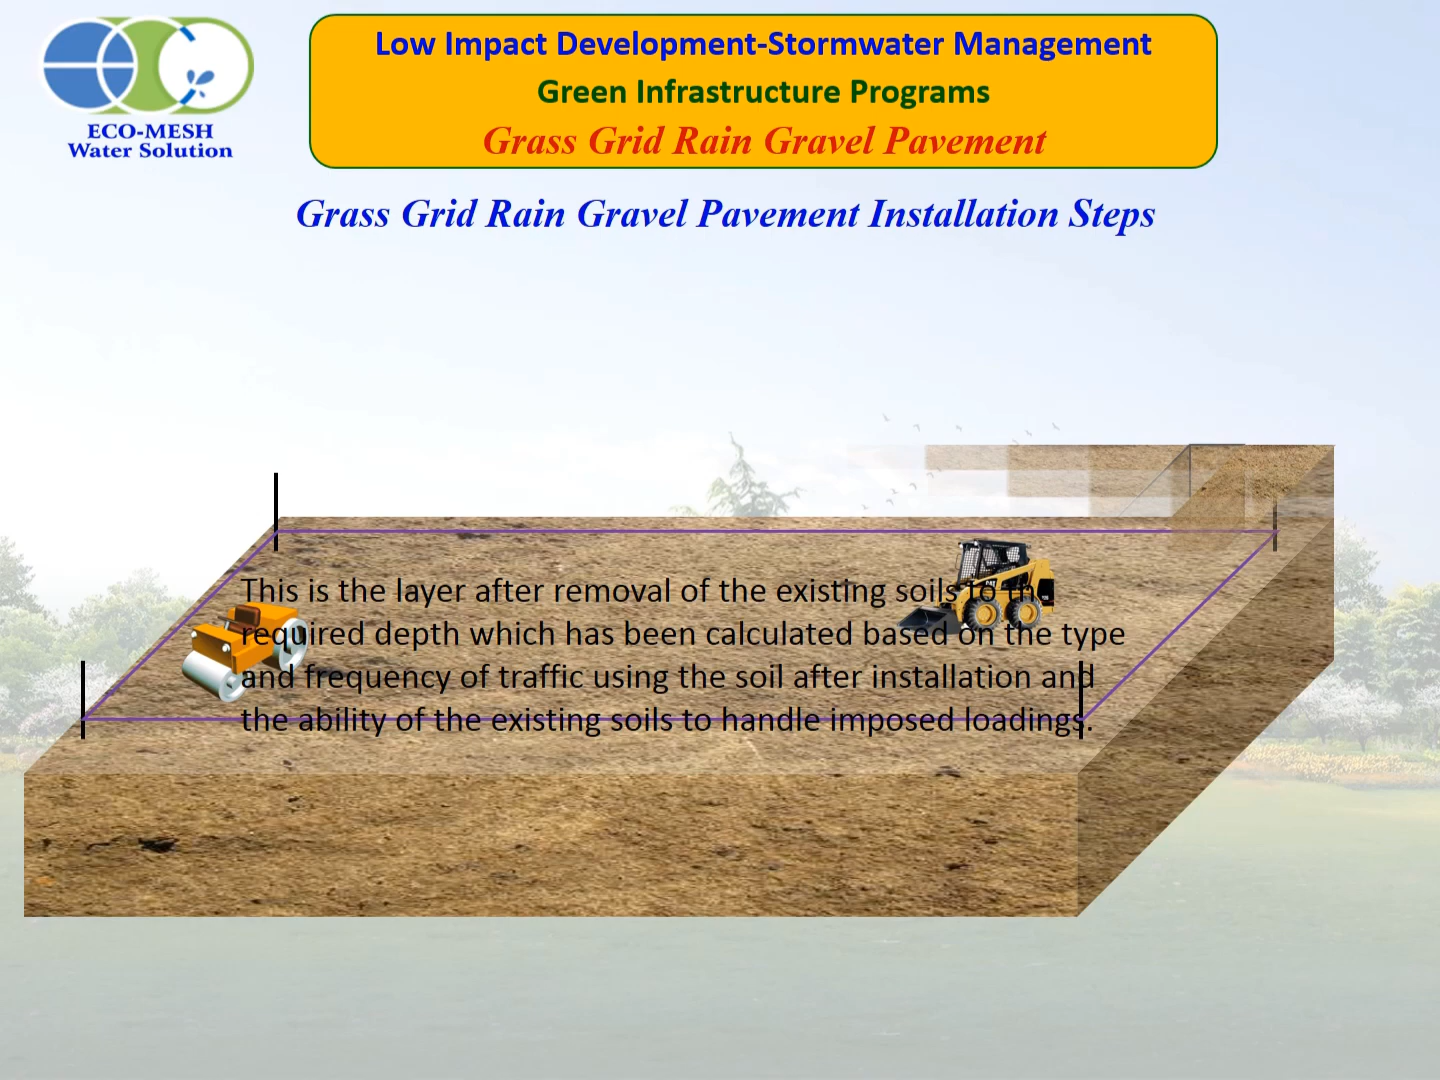 ECO-MESH
Water Solution
Low Impact Development-Stormwater Management
Green Infrastructure Programs
Grass Grid Rain Gravel Pavement
Grass Grid Rain Gravel Pavement Installation Steps
This is the layer after removal of the existing soils to the
required depth which has been calculated based on the type
and frequency of traffic using the soil after installation and
the ability of the existing soils to handle imposed loadings.